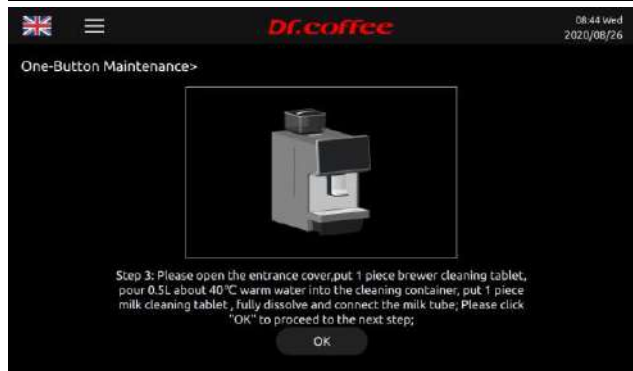 Dr.coffee
08:44 Wed
2020/08/26
One-Button Maintenance>
Step 3: Please open the entrance cover,put 1 piece brewer cleaning tablet,
pour 0.5L about 40℃ warm water into the cleaning container, put 1 piece
milk cleaning tablet , fully dissolve and connect the milk tube; Please click
"OK" to proceed to the next step;
OK